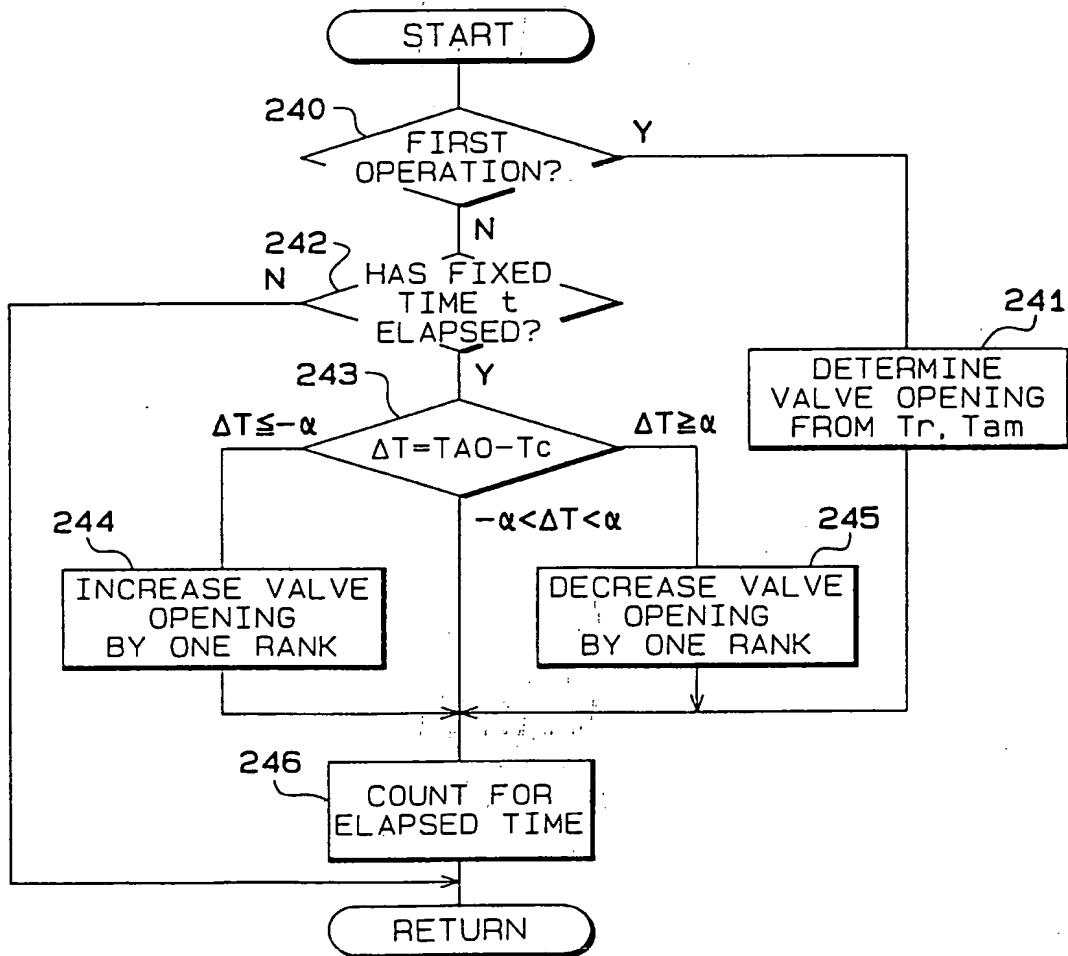 START
240
Y
FIRST
OPERATION?
N
242
N
HAS FIXED
TIME t
ELAPSED?
241
DETERMINE
VALVE OPENING
FROM Tr, Tam
Y
243
ΔT≦-α
ΔT=TAO-Tc
ΔT≧α
-α<ΔT<α
244
INCREASE VALVE
OPENING
BY ONE RANK
245
DECREASE VALVE
OPENING
BY ONE RANK
246
COUNT FOR
ELAPSED TIME
RETURN